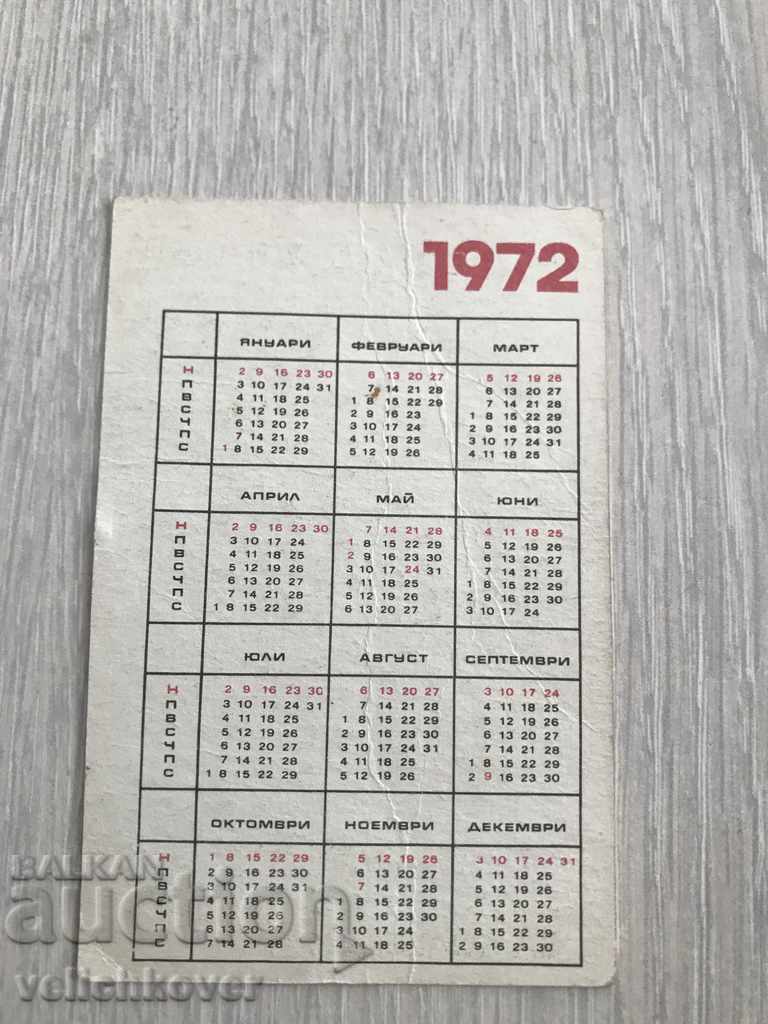 1972
ЯНУАРИ ФЕВРУАРИ МАРТ
Н 2 9 16 23 30 6 13 20 27 5 12 19 26
П 3 10 17 24 31 7 14 21 28 6 13 20 27
В 4 11 18 25 1 8 15 22 29 7 14 21 28
С 5 12 19 26 2 9 16 23 1 8 15 22 29
Ч 6 13 20 27 3 10 17 24 2 9 16 23 30
П 7 14 21 28 4 11 18 25 3 10 17 24 31
С 1 8 15 22 29 5 12 19 26 4 11 18 25
АПРИЛ МАЙ ЮНИ
Н 2 9 16 23 30 7 14 21 28 4 11 18 25
П 3 10 17 24 1 8 15 22 29 5 12 19 26
В 4 11 18 25 2 9 16 23 30 6 13 20 27
С 5 12 19 26 3 10 17 24 31 7 14 21 28
Ч 6 13 20 27 4 11 18 25 1 8 15 22 29
П 7 14 21 28 5 12 19 26 2 9 16 23 30
С 1 8 15 22 29 6 13 20 27 3 10 17 24
ЮЛИ АВГУСТ СЕПТЕМВРИ
Н 2 9 16 23 30 6 13 20 27 3 10 17 24
П 3 10 17 24 31 7 14 21 28 4 11 18 25
В 4 11 18 25 1 8 15 22 29 5 12 19 26
С 5 12 19 26 2 9 16 23 30 6 13 20 27
Ч 6 13 20 27 3 10 17 24 31 7 14 21 28
П 7 14 21 28 4 11 18 25 1 8 15 22 29
С 1 8 15 22 29 5 12 19 26 2 9 16 23 30
ОКТОМВРИ НОЕМВРИ ДЕКЕМВРИ
Н 1 8 15 22 29 5 12 19 26 3 10 17 24 31
П 2 9 16 23 30 6 13 20 27 4 11 18 25
В 3 10 17 24 31 7 14 21 28 5 12 19 26
С 4 11 18 25 1 8 15 22 29 6 13 20 27
Ч 5 12 19 26 2 9 16 23 30 7 14 21 28
П 6 13 20 27 3 10 17 24 1 8 15 22 29
С 7 14 21 28 4 11 18 25 2 9 16 23 30
BALKAN
auction
velichkover